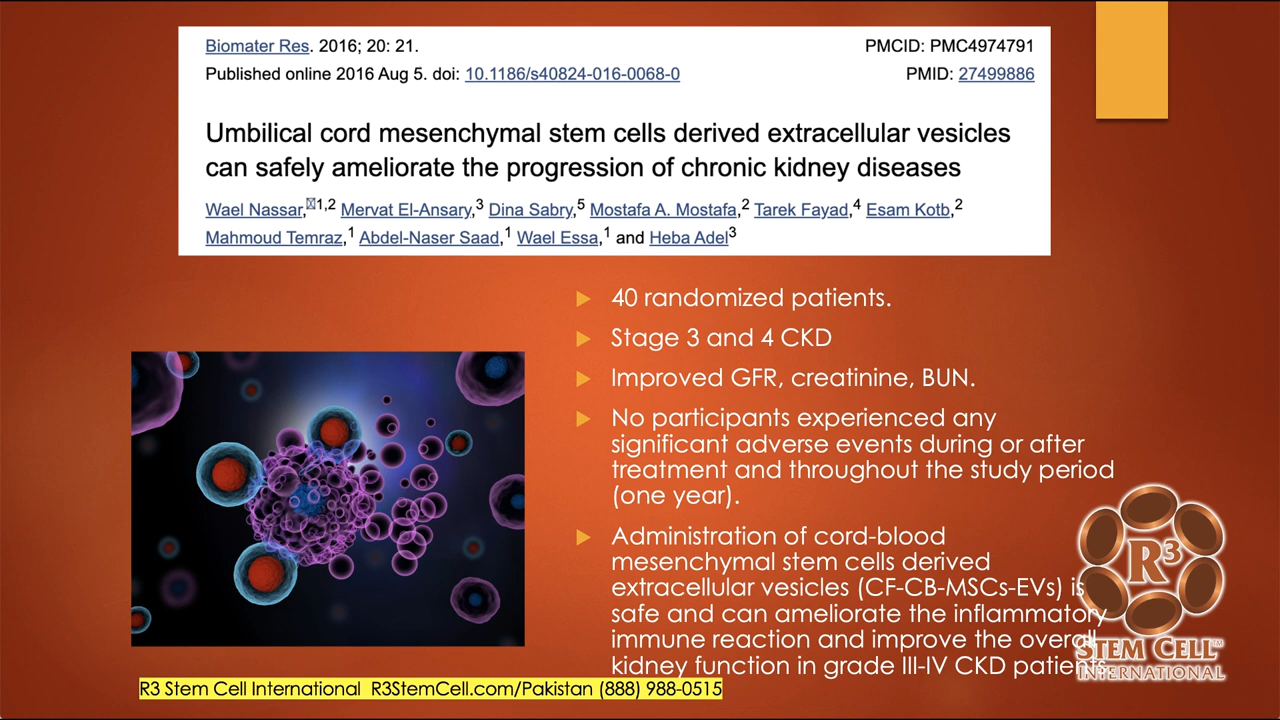 Biomater Res. 2016; 20: 21.
PMCID: PMC4974791
Published online 2016 Aug 5. doi: 10.1186/s40824-016-0068-0
PMID: 27499886
Umbilical cord mesenchymal stem cells derived extracellular vesicles
can safely ameliorate the progression of chronic kidney diseases
Wael Nassar,1,2 Mervat El-Ansary,3 Dina Sabry,5 Mostafa A. Mostafa,2 Tarek Fayad,4 Esam Kotb,2
Mahmoud Temraz,1 Abdel-Naser Saad,1 Wael Essa,1 and Heba Adel3
40 randomized patients.
Stage 3 and 4 CKD
Improved GFR, creatinine, BUN.
No participants experienced any
significant adverse events during or after
treatment and throughout the study period
(one year).
Administration of cord-blood
mesenchymal stem cells derived
extracellular vesicles (CF-CB-MSCs-EVs) is
safe and can ameliorate the inflammatory
immune reaction and improve the overall
kidney function in grade III-IV CKD patients.
R3
STEM CELL™
INTERNATIONAL
R3 Stem Cell International R3StemCell.com/Pakistan (888) 988-0515